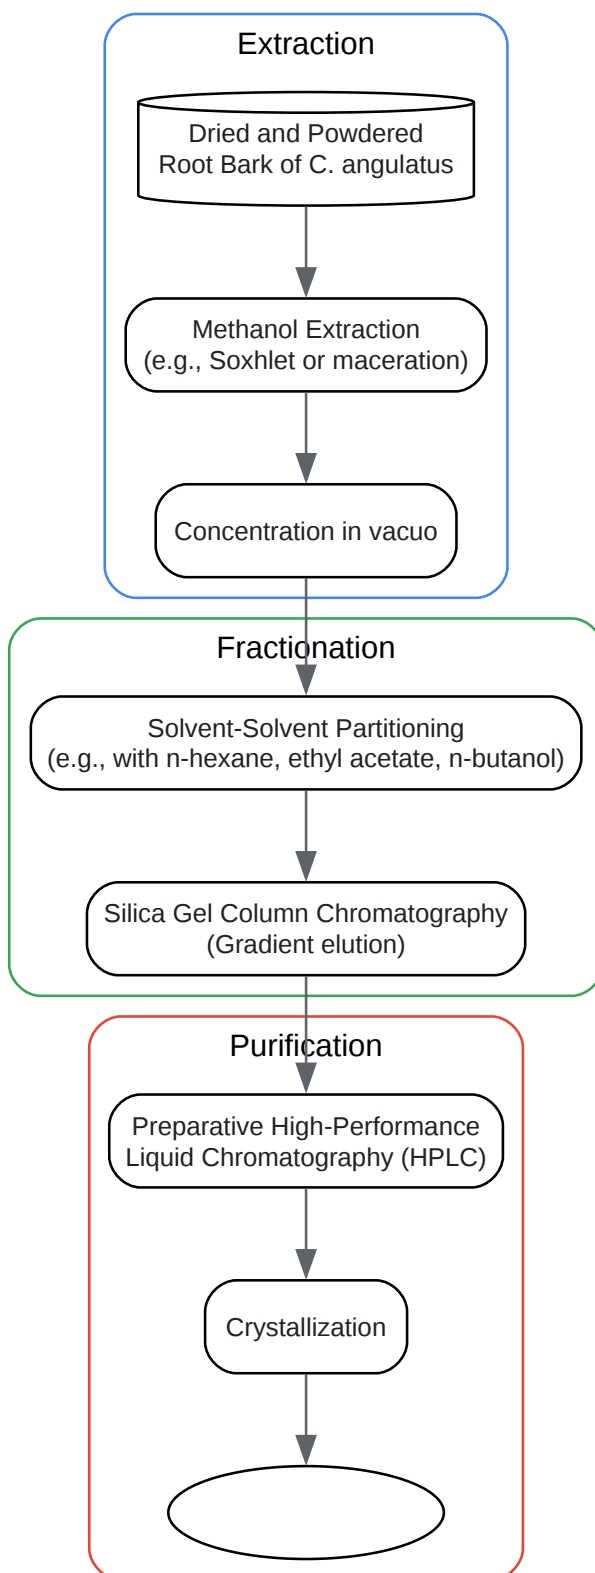 Extraction
Dried and Powdered
Root Bark of C. angulatus
Methanol Extraction
(e.g., Soxhlet or maceration)
Concentration in vacuo
Fractionation
Solvent-Solvent Partitioning
(e.g., with n-hexane, ethyl acetate, n-butanol)
Silica Gel Column Chromatography
(Gradient elution)
Purification
Preparative High-Performance
Liquid Chromatography (HPLC)
Crystallization